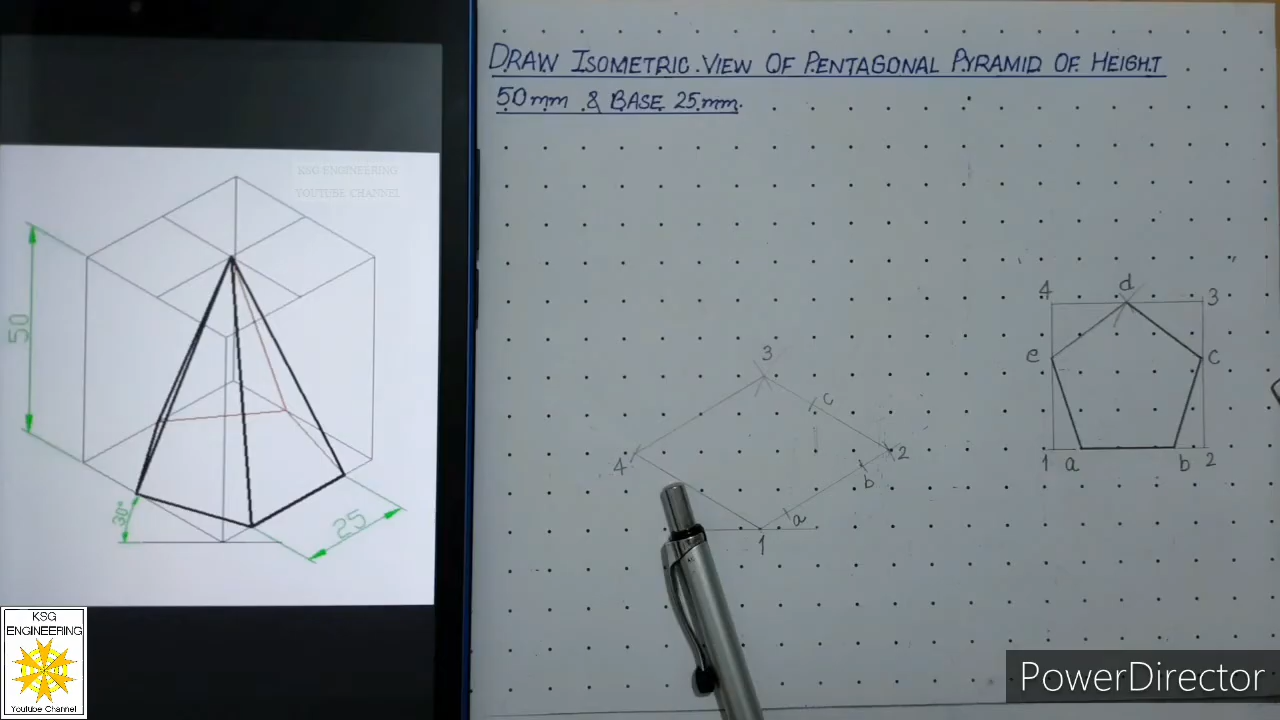 DRAW ISOMETRIC VIEW OF PENTAGONAL PYRAMID OF HEIGHT
50mm & BASE 25mm.
KSG ENGINEERING
YOUTUBE CHANNEL
50
30°
25
3
c
4
2
b
a
1
4
d
3
e
c
1 a
b 2
KSG
ENGINEERING
Youtube Channel
PowerDirector